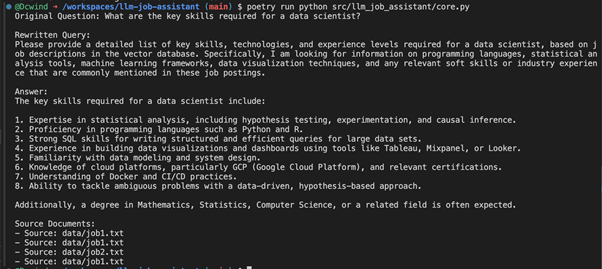 @Dcwind → /workspaces/llm-job-assistant (main) $ poetry run python src/llm_job_assistant/core.py
Original Question: What are the key skills required for a data scientist?
Rewritten Query:
Please provide a detailed list of key skills, technologies, and experience levels required for a data scientist, based on j
ob descriptions in the vector database. Specifically, I am looking for information on programming languages, statistical an
alysis tools, machine learning frameworks, data visualization techniques, and any relevant soft skills or industry experien
ce that are commonly mentioned in these job postings.
Answer:
The key skills required for a data scientist include:
1. Expertise in statistical analysis, including hypothesis testing, experimentation, and causal inference.
2. Proficiency in programming languages such as Python and R.
3. Strong SQL skills for writing structured and efficient queries for large data sets.
4. Experience in building data visualizations and dashboards using tools like Tableau, Mixpanel, or Looker.
5. Familiarity with data modeling and system design.
6. Knowledge of cloud platforms, particularly GCP (Google Cloud Platform), and relevant certifications.
7. Understanding of Docker and CI/CD practices.
8. Ability to tackle ambiguous problems with a data-driven, hypothesis-based approach.
Additionally, a degree in Mathematics, Statistics, Computer Science, or a related field is often expected.
Source Documents:
- Source: data/job1.txt
- Source: data/job1.txt
- Source: data/job2.txt
- Source: data/job1.txt